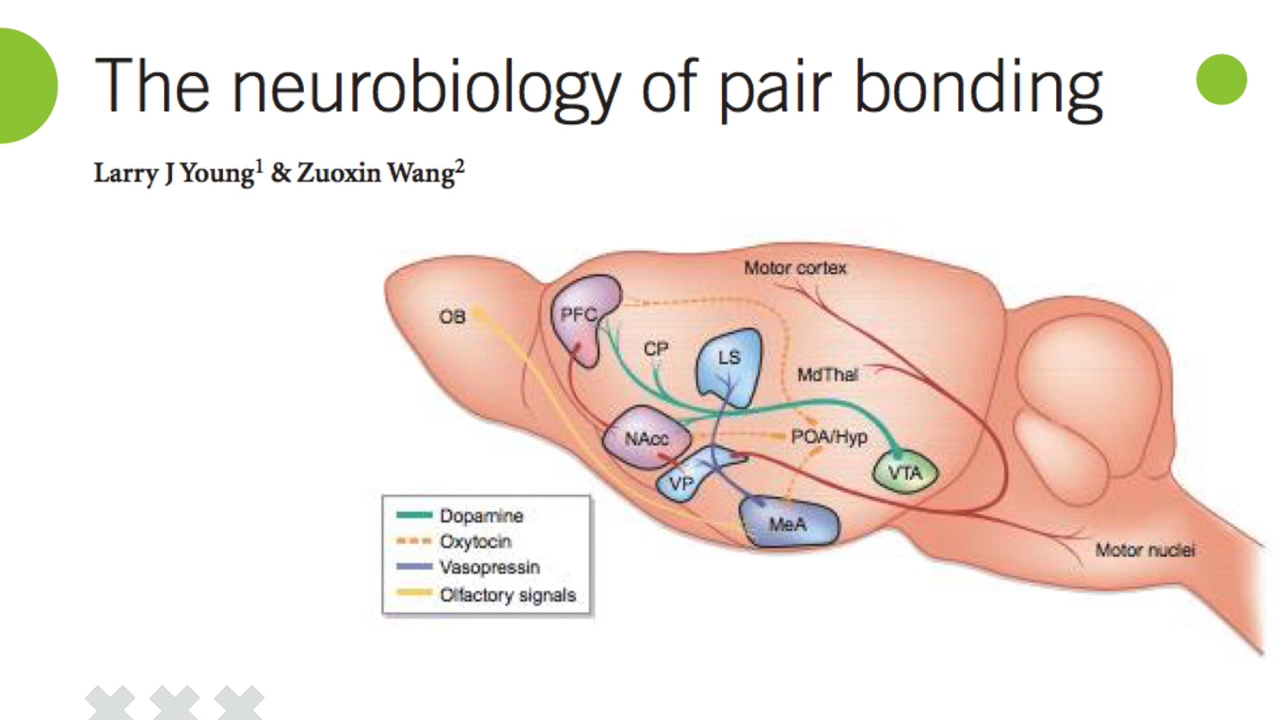 The neurobiology of pair bonding
Larry J Young1 & Zuoxin Wang2
Motor cortex
OB
PFC
CP
LS
MdThal
NAcc
POA/Hyp
VP
VTA
MeA
Motor nuclei
Dopamine
Oxytocin
Vasopressin
Olfactory signals